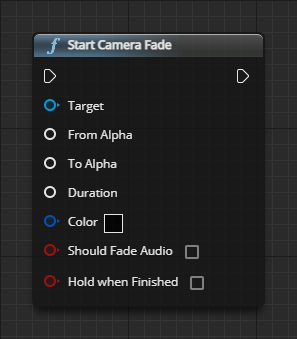 f Start Camera Fade
Target
From Alpha
To Alpha
Duration
Color
Should Fade Audio
Hold when Finished